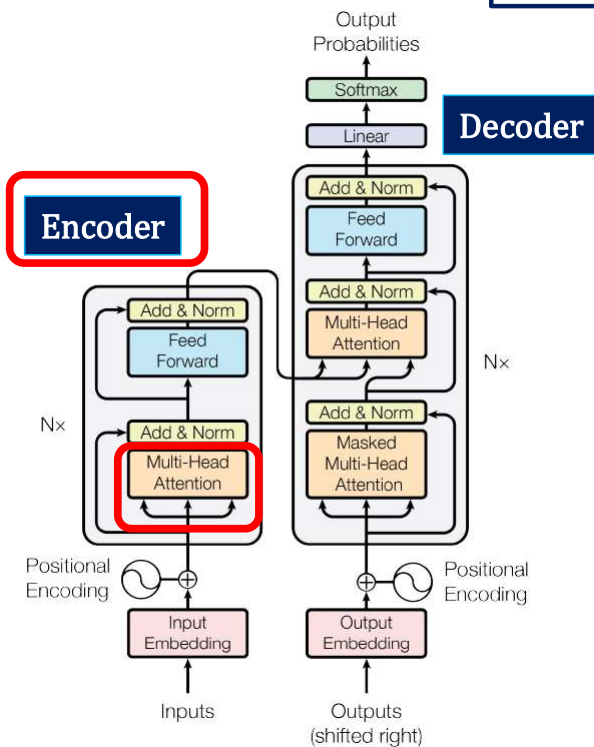 Output
Probabilities
Softmax
Linear
Decoder
Add & Norm
Feed
Forward
Add & Norm
Multi-Head
Attention
Nx
Add & Norm
Masked
Multi-Head
Attention
Positional
Encoding
Output
Embedding
Outputs
(shifted right)
Encoder
Add & Norm
Feed
Forward
Nx
Add & Norm
Multi-Head
Attention
Positional
Encoding
Input
Embedding
Inputs